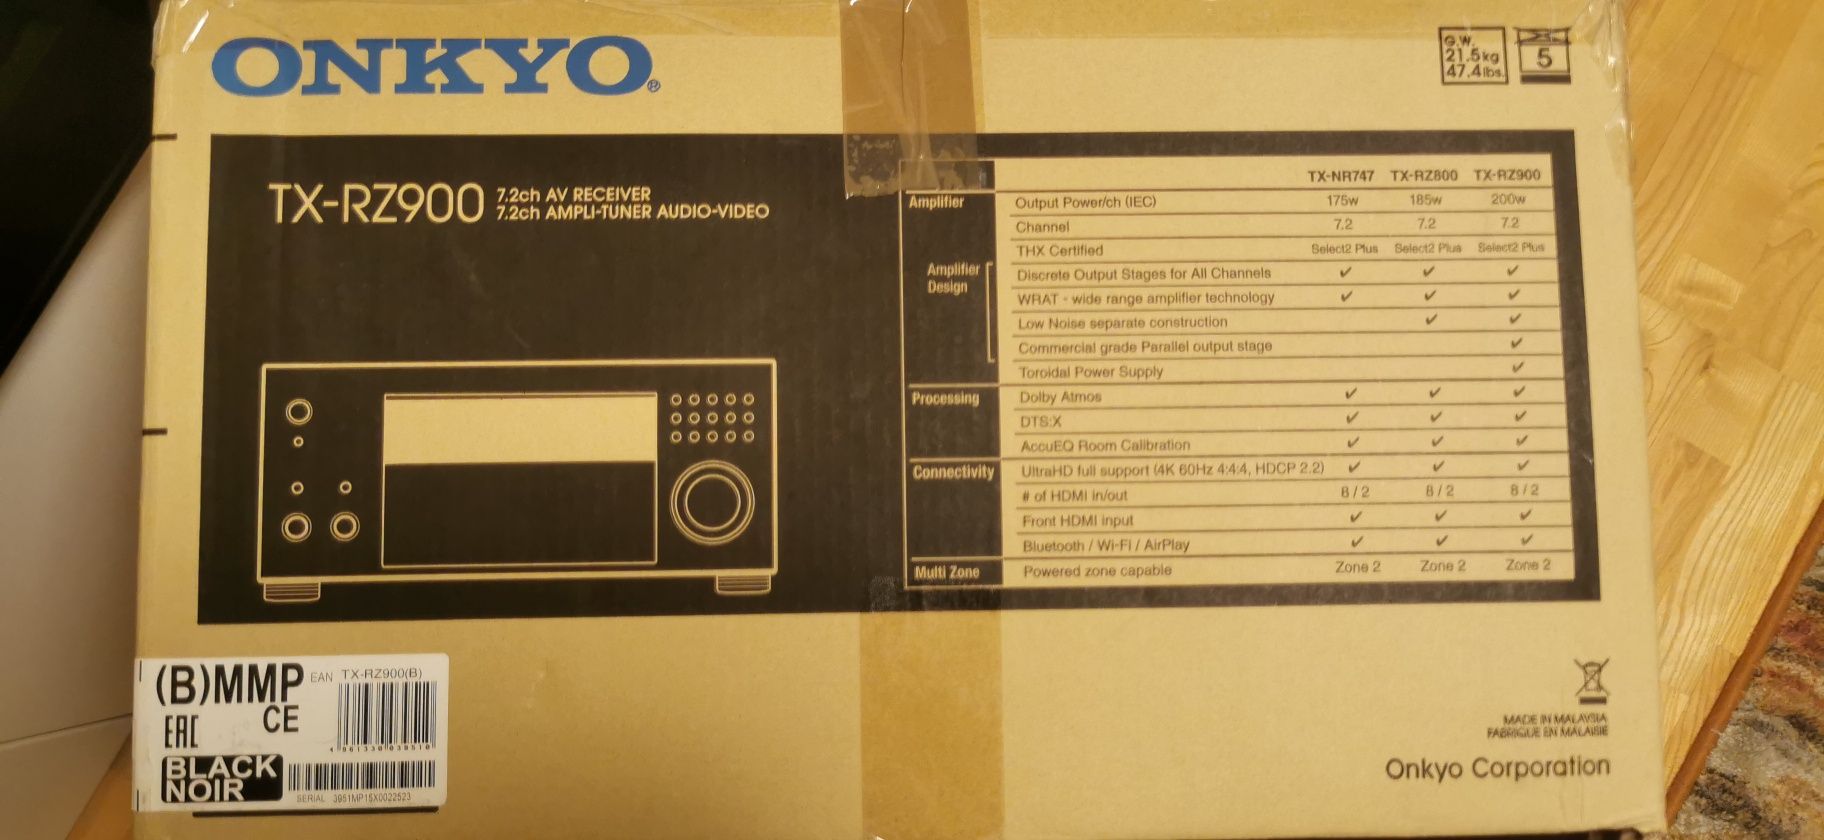 ONKYO®
G.W.
21.5kg
47.4lbs.
5
TX-RZ900
7.2ch AV RECEIVER
7.2ch AMPLI-TUNER AUDIO-VIDEO
TX-NR747 TX-RZ800 TX-RZ900
Amplifier Output Power/ch (IEC) 175w 185w 200w
Channel 7.2 7.2 7.2
THX Certified Select2 Plus Select2 Plus Select2 Plus
Amplifier Design
Discrete Output Stages for All Channels ✓ ✓ ✓
WRAT - wide range amplifier technology ✓ ✓ ✓
Low Noise separate construction ✓ ✓
Commercial grade Parallel output stage ✓
Toroidal Power Supply ✓
Processing Dolby Atmos ✓ ✓ ✓
DTS:X ✓ ✓ ✓
AccuEQ Room Calibration ✓ ✓ ✓
Connectivity UltraHD full support (4K 60Hz 4:4:4, HDCP 2.2) ✓ ✓ ✓
# of HDMI in/out 8 / 2 8 / 2 8 / 2
Front HDMI input ✓ ✓ ✓
Bluetooth / Wi-Fi / AirPlay ✓ ✓ ✓
Multi Zone Powered zone capable Zone 2 Zone 2 Zone 2
(B)MMP
EAN TX-RZ900(B)
EAC CE
4 961330 039510
BLACK
NOIR
SERIAL 3951MP15X0022523
MADE IN MALAYSIA
FABRIQUE EN MALAISIE
Onkyo Corporation